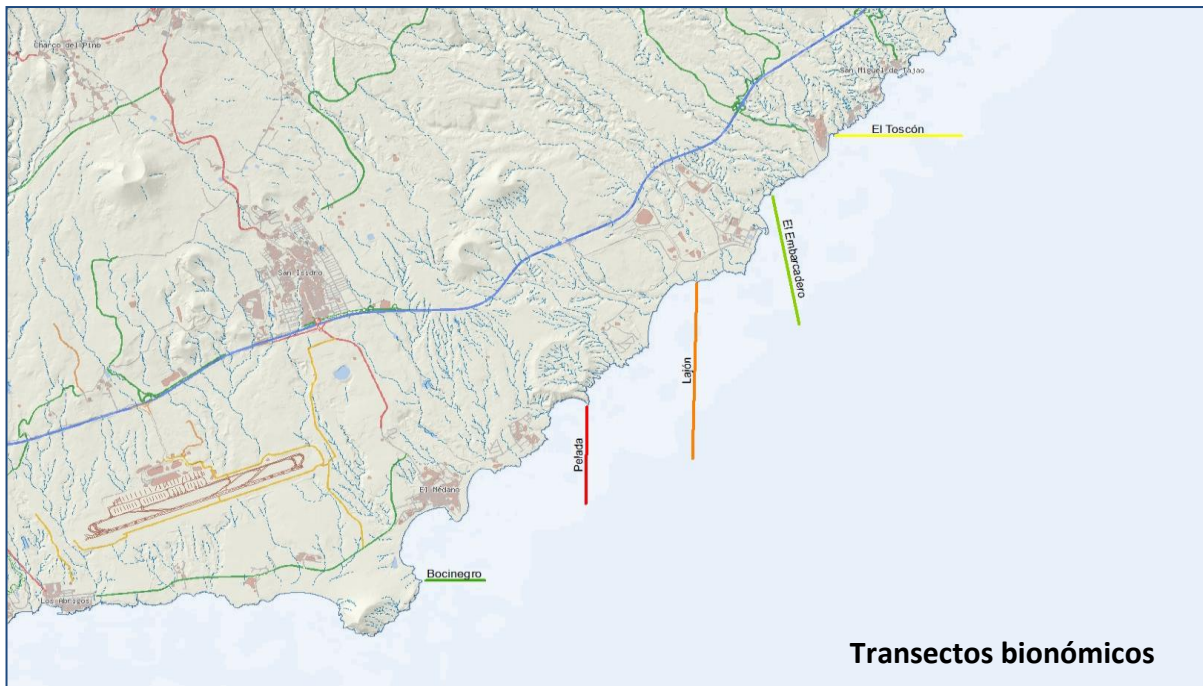 Charco del Pino
San Miguel de Tajao
El Toscón
El Embarcadero
San Isidro
Lajón
Pelada
El Médano
Bocinegro
Los Abrigos
Transectos bionómicos